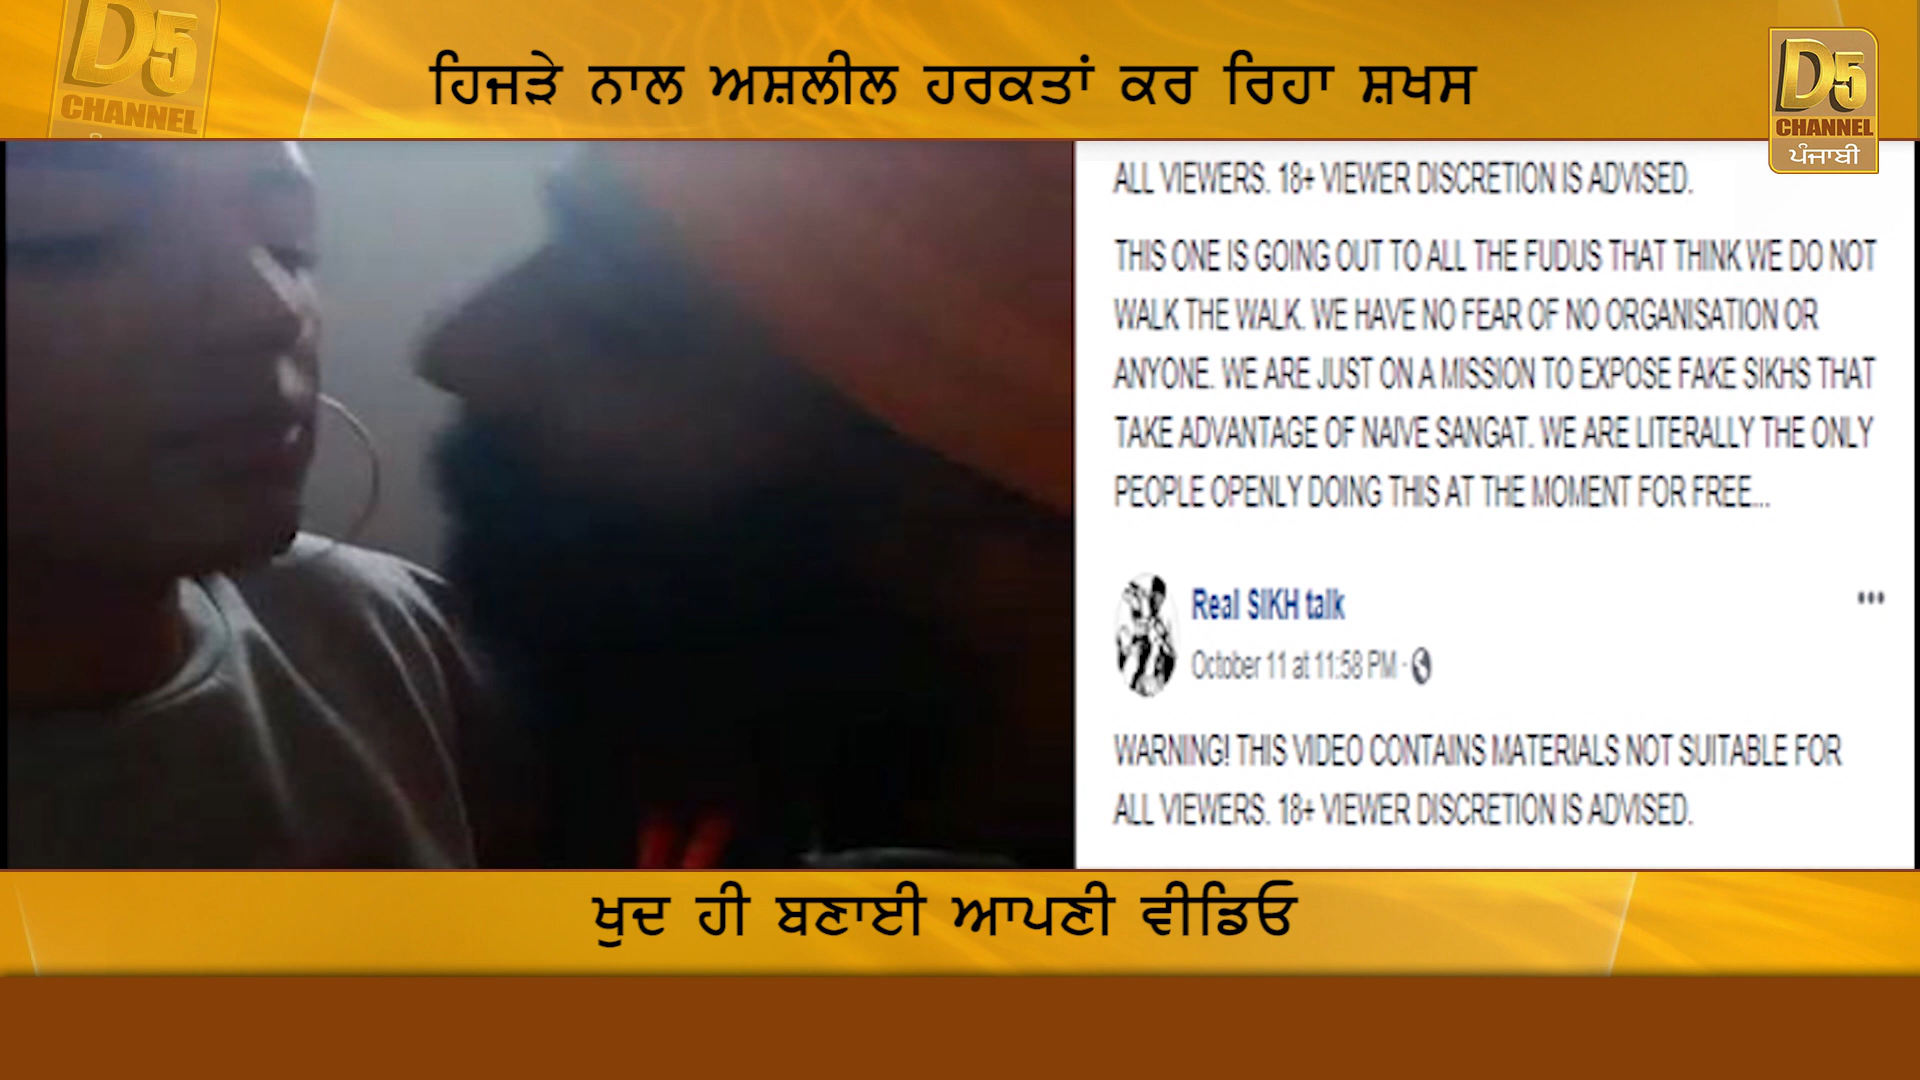 D5
CHANNEL
ਹਿਜੜੇ ਨਾਲ ਅਸ਼ਲੀਲ ਹਰਕਤਾਂ ਕਰ ਰਿਹਾ ਸ਼ਖਸ
D5
CHANNEL
ਪੰਜਾਬੀ
ALL VIEWERS. 18+ VIEWER DISCRETION IS ADVISED.
THIS ONE IS GOING OUT TO ALL THE FUDUS THAT THINK WE DO NOT
WALK THE WALK. WE HAVE NO FEAR OF NO ORGANISATION OR
ANYONE. WE ARE JUST ON A MISSION TO EXPOSE FAKE SIKHS THAT
TAKE ADVANTAGE OF NAIVE SANGAT. WE ARE LITERALLY THE ONLY
PEOPLE OPENLY DOING THIS AT THE MOMENT FOR FREE...
Real SIKH talk
October 11 at 11:58 PM ·
WARNING! THIS VIDEO CONTAINS MATERIALS NOT SUITABLE FOR
ALL VIEWERS. 18+ VIEWER DISCRETION IS ADVISED.
ਖੁਦ ਹੀ ਬਣਾਈ ਆਪਣੀ ਵੀਡਿਓ